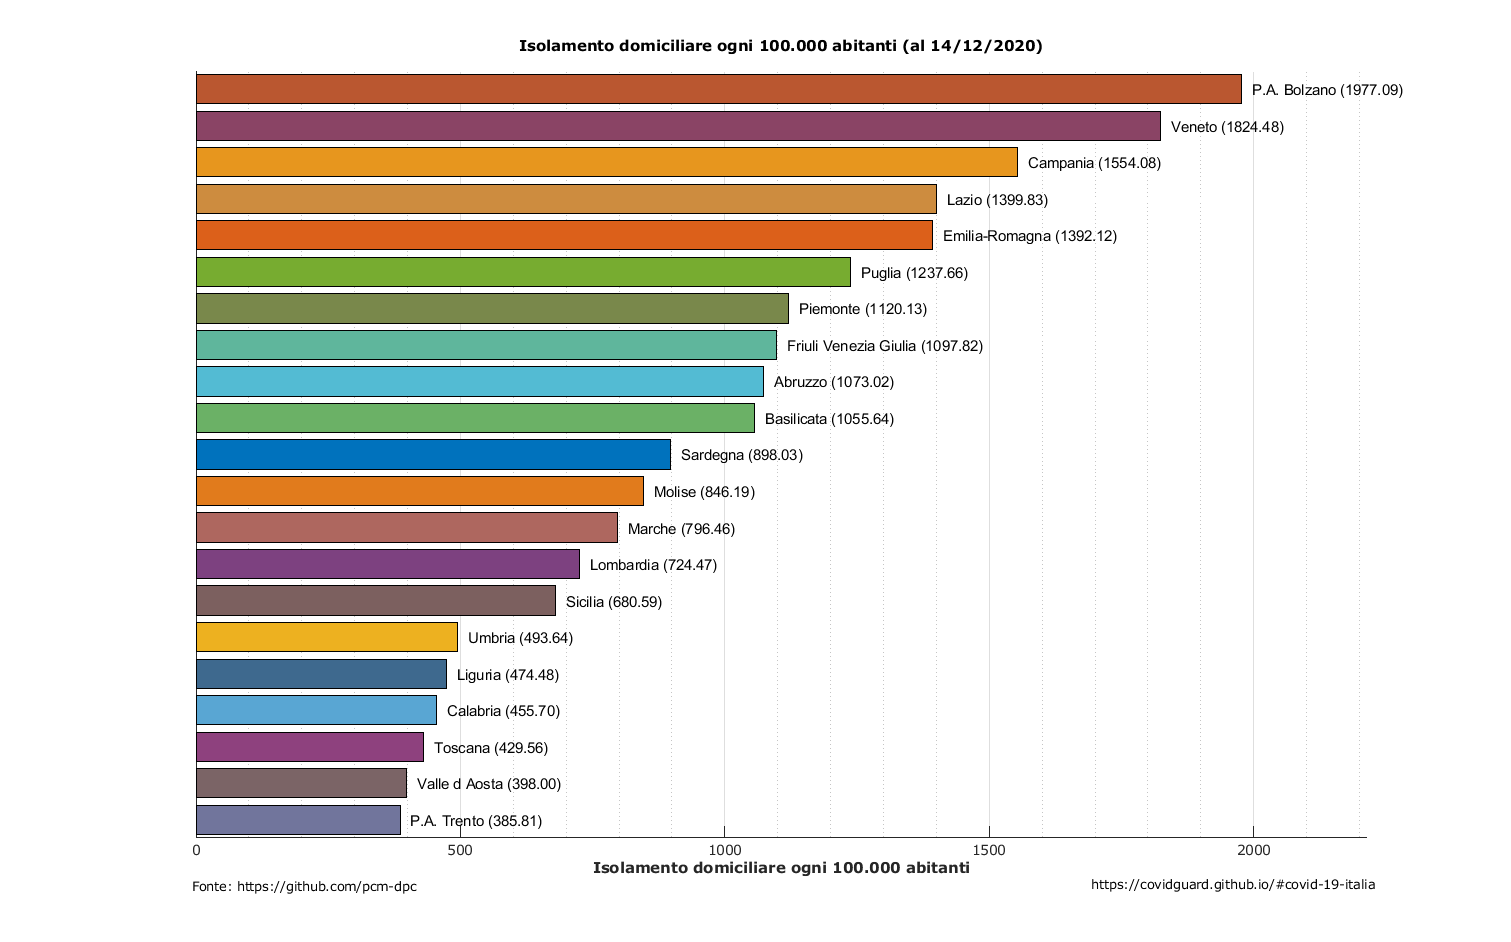 Isolamento domiciliare ogni 100.000 abitanti (al 14/12/2020)
P.A. Bolzano (1977.09)
Veneto (1824.48)
Campania (1554.08)
Lazio (1399.83)
Emilia-Romagna (1392.12)
Puglia (1237.66)
Piemonte (1120.13)
Friuli Venezia Giulia (1097.82)
Abruzzo (1073.02)
Basilicata (1055.64)
Sardegna (898.03)
Molise (846.19)
Marche (796.46)
Lombardia (724.47)
Sicilia (680.59)
Umbria (493.64)
Liguria (474.48)
Calabria (455.70)
Toscana (429.56)
Valle d Aosta (398.00)
P.A. Trento (385.81)
0 500 1000 1500 2000
Isolamento domiciliare ogni 100.000 abitanti
Fonte: https://github.com/pcm-dpc
https://covidguard.github.io/#covid-19-italia